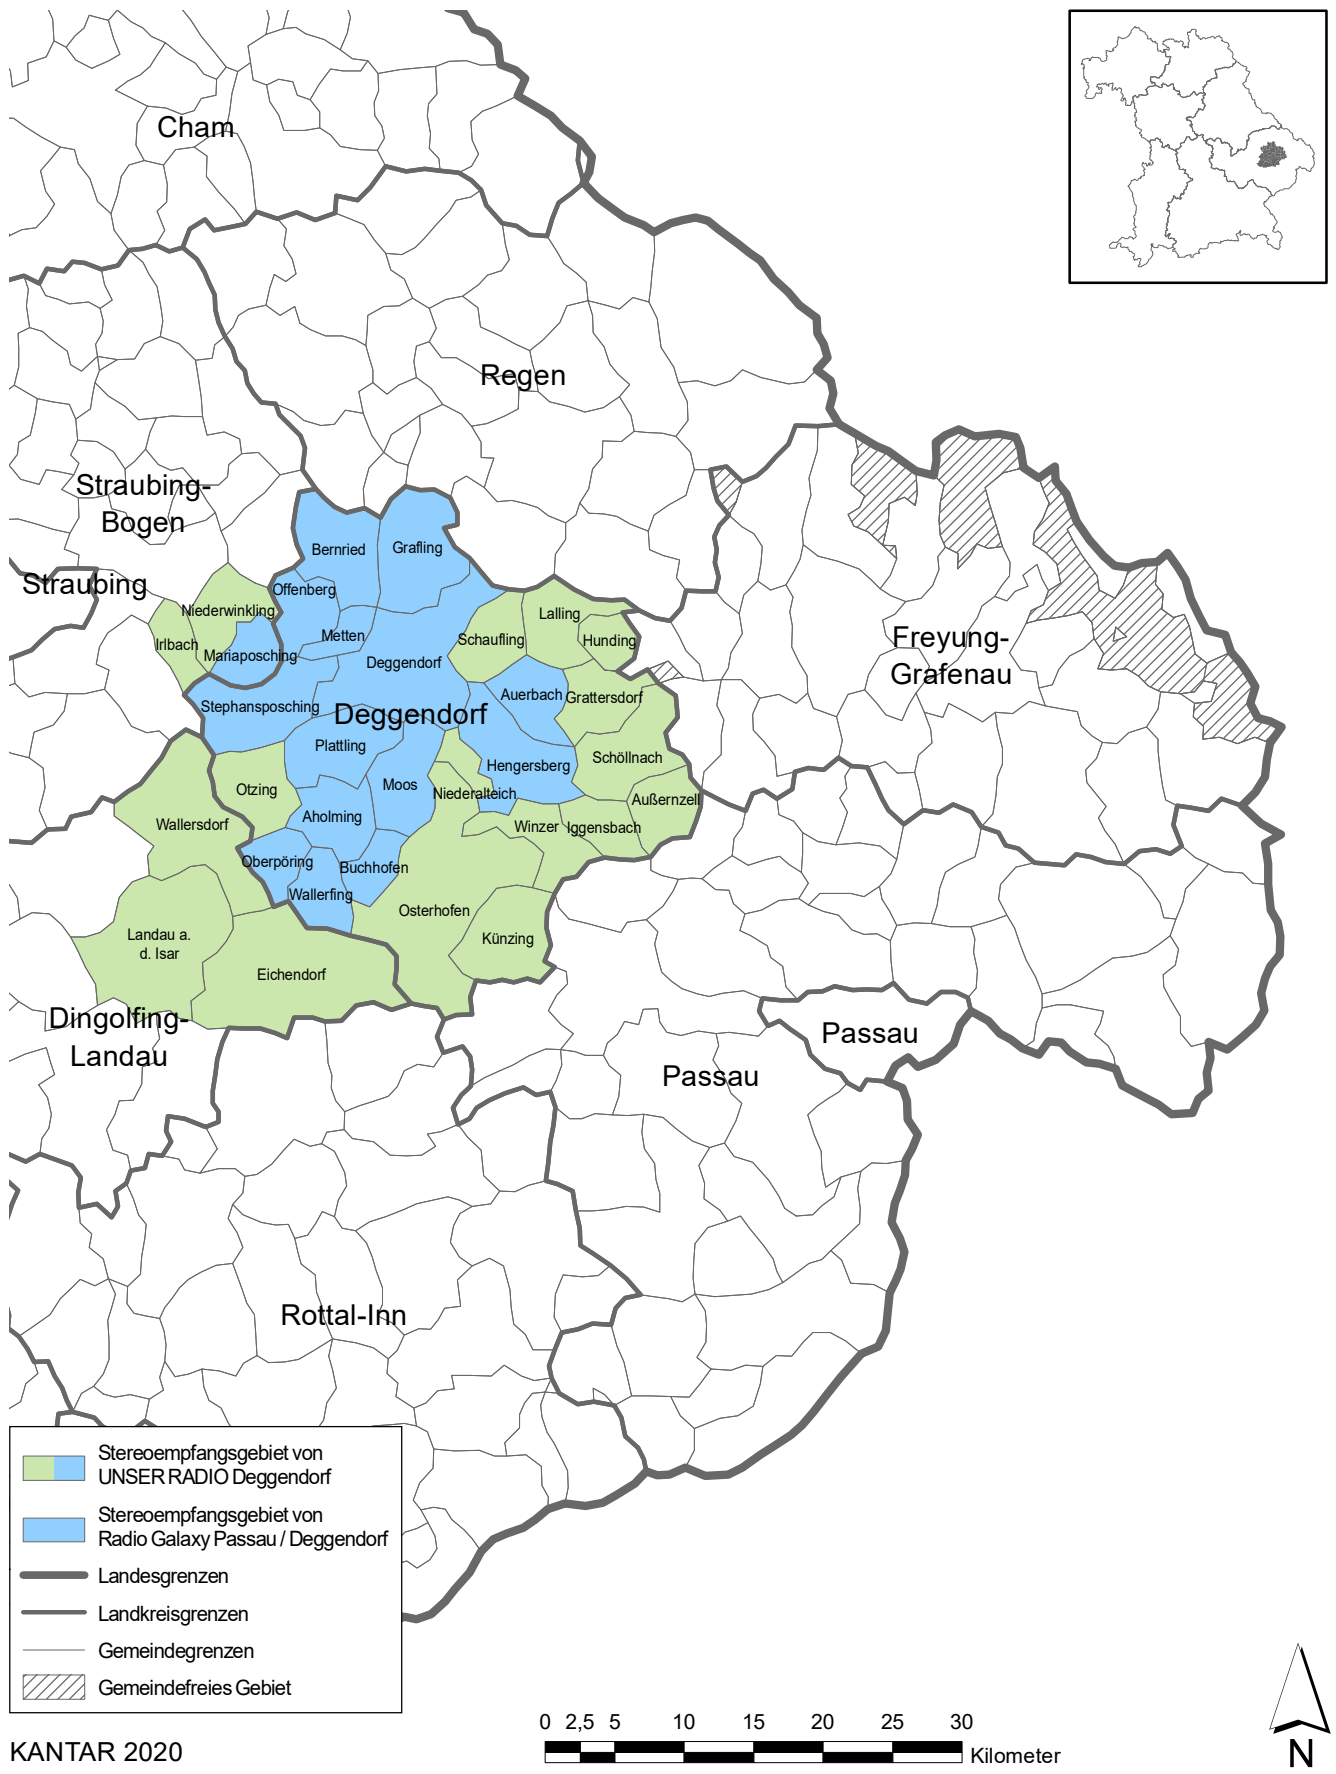 Cham
Regen
Straubing-
Bogen
Straubing
Bernried
Grafling
Offenberg
Niederwinkling
Lalling
Irlbach
Metten
Schaufling
Hunding
Mariaposching
Deggendorf
Freyung-
Grafenau
Auerbach
Grattersdorf
Stephansposching
Deggendorf
Plattling
Schöllnach
Hengersberg
Otzing
Moos
Niederalteich
Außernzell
Wallersdorf
Aholming
Winzer
Iggensbach
Oberpöring
Buchhofen
Wallerfing
Osterhofen
Landau a.
d. Isar
Künzing
Eichendorf
Dingolfing-
Landau
Passau
Passau
Rottal-Inn
Stereoempfangsgebiet von
UNSER RADIO Deggendorf
Stereoempfangsgebiet von
Radio Galaxy Passau / Deggendorf
Landesgrenzen
Landkreisgrenzen
Gemeindegrenzen
Gemeindefreies Gebiet
0 2,5 5 10 15 20 25 30
Kilometer
KANTAR 2020
N